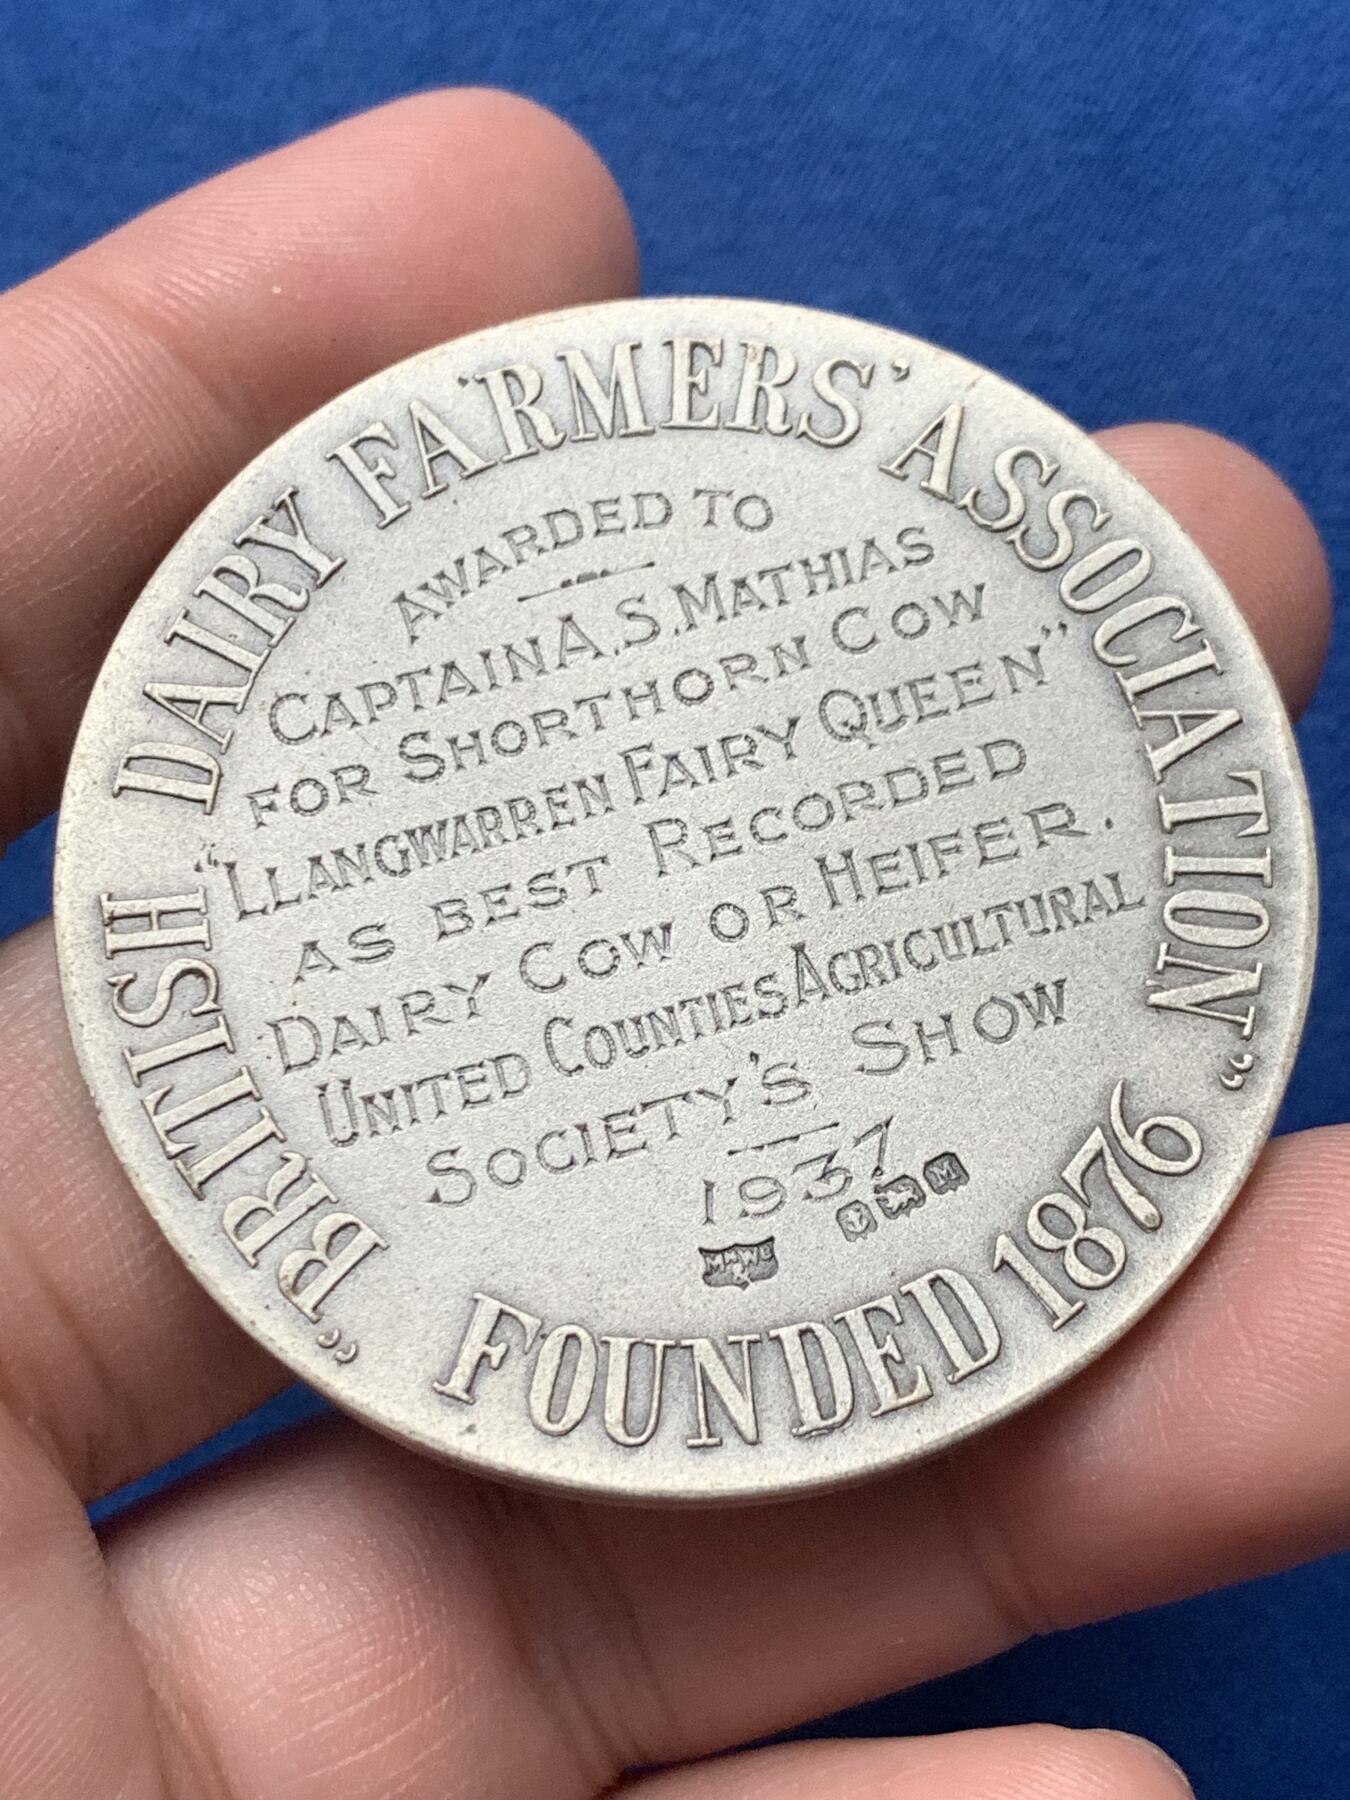 "BRITISH DAIRY FARMERS' ASSOCIATION"
AWARDED TO
CAPTAIN A.S. MATHIAS
FOR SHORTHORN COW
"LLANGWARREN FAIRY QUEEN"
AS BEST RECORDED
DAIRY COW OR HEIFER.
UNITED COUNTIES AGRICULTURAL
SOCIETY'S SHOW
1937
M
FOUNDED 1876